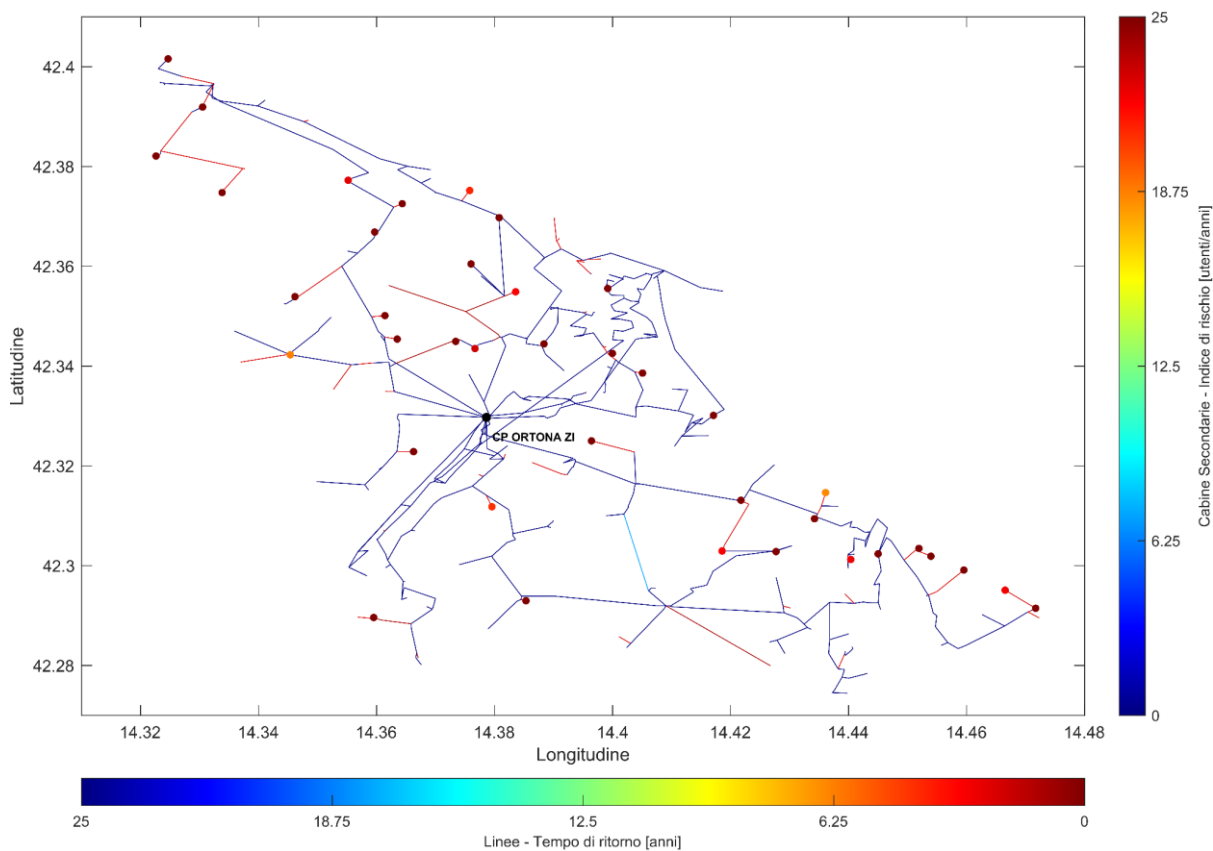 42.4
42.38
42.36
42.34
42.32
42.3
42.28
Latitudine
CP ORTONA ZI
14.32 14.34 14.36 14.38 14.4 14.42 14.44 14.46 14.48
Longitudine
25
18.75
12.5
6.25
0
Cabine Secondarie - Indice di rischio [utenti/anni]
25 18.75 12.5 6.25 0
Linee - Tempo di ritorno [anni]